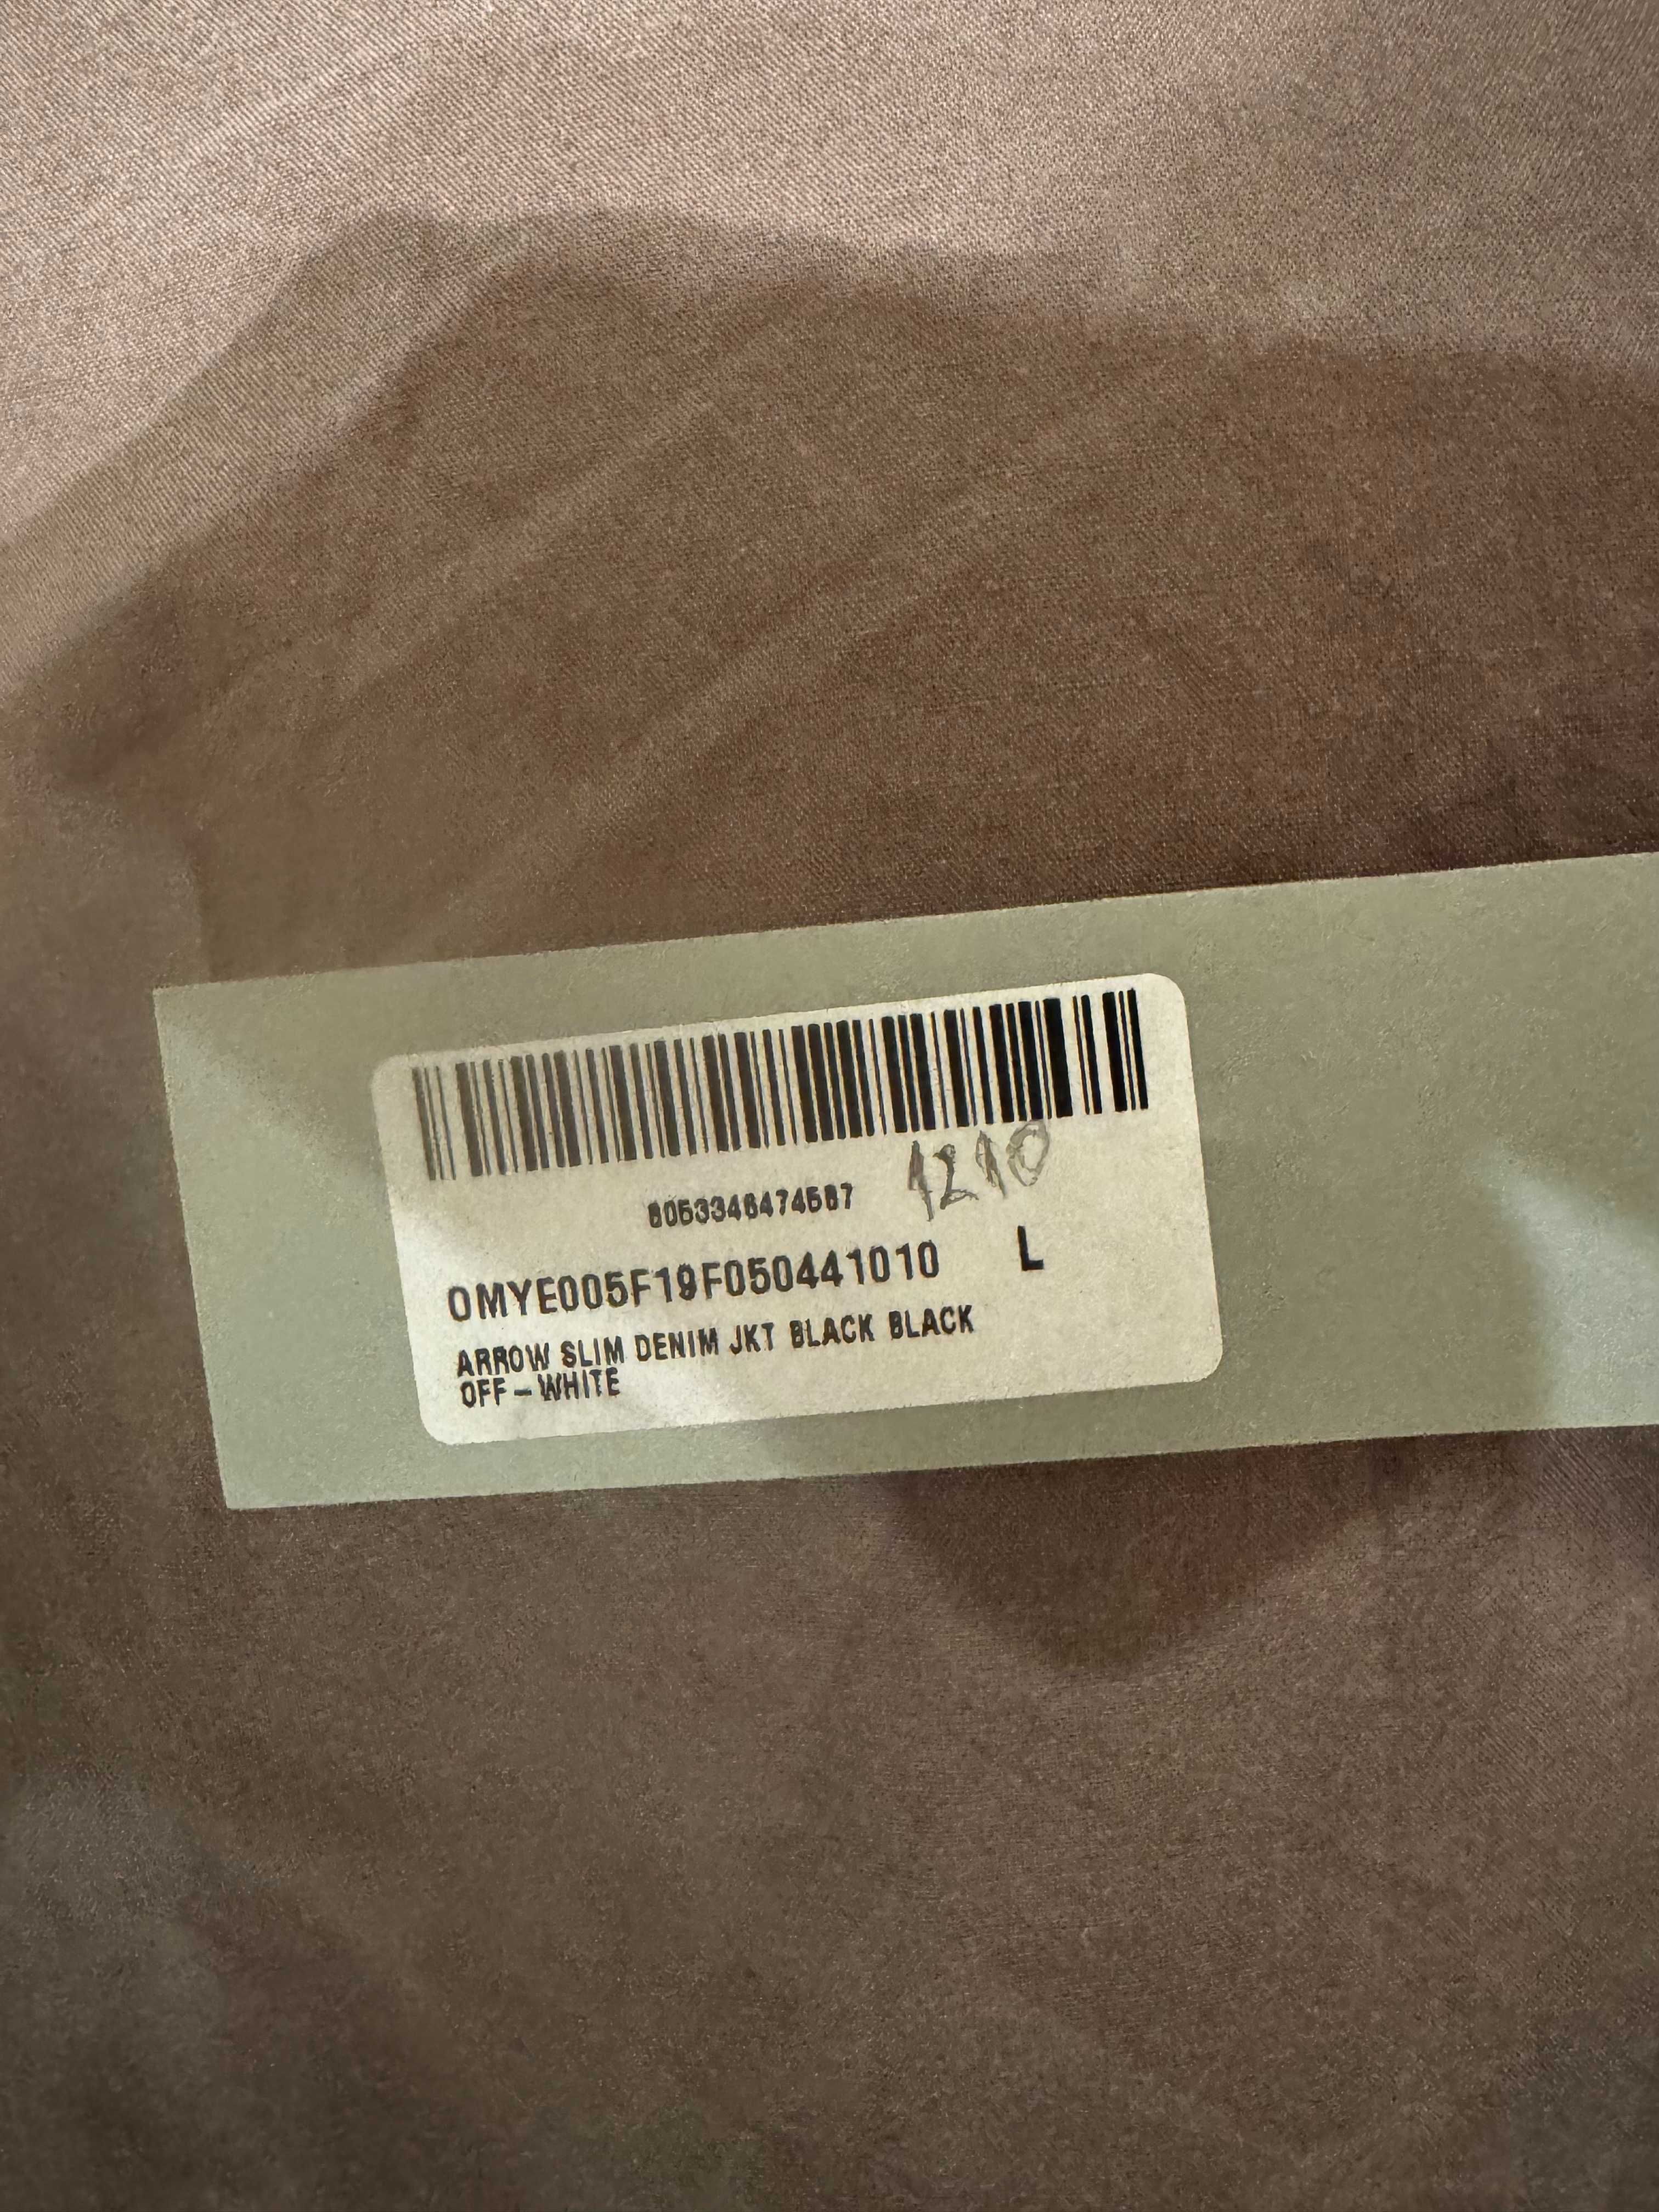 8053346474587
1210
OMYE005F19F050441010 L
ARROW SLIM DENIM JKT BLACK BLACK
OFF-WHITE